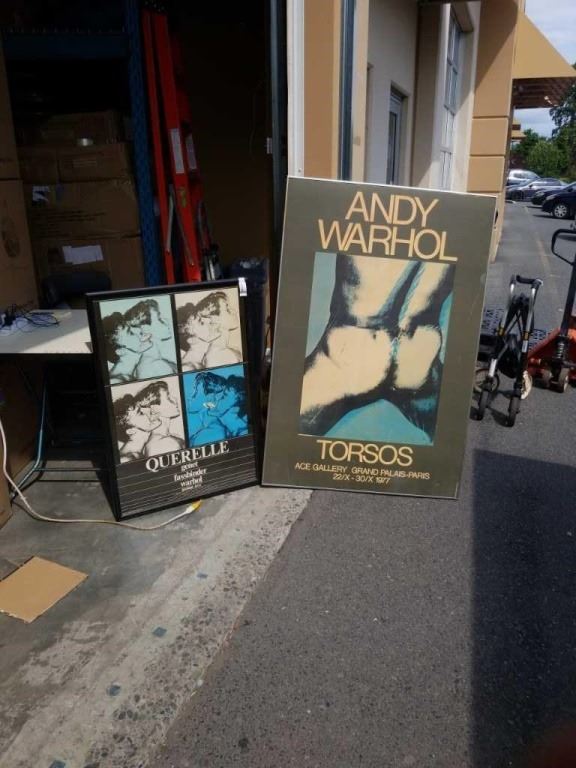 ANDY
WARHOL
TORSOS
ACE GALLERY GRAND PALAIS-PARIS
22/X - 30/X 1977
QUERELLE
genet
fassbinder
warhol